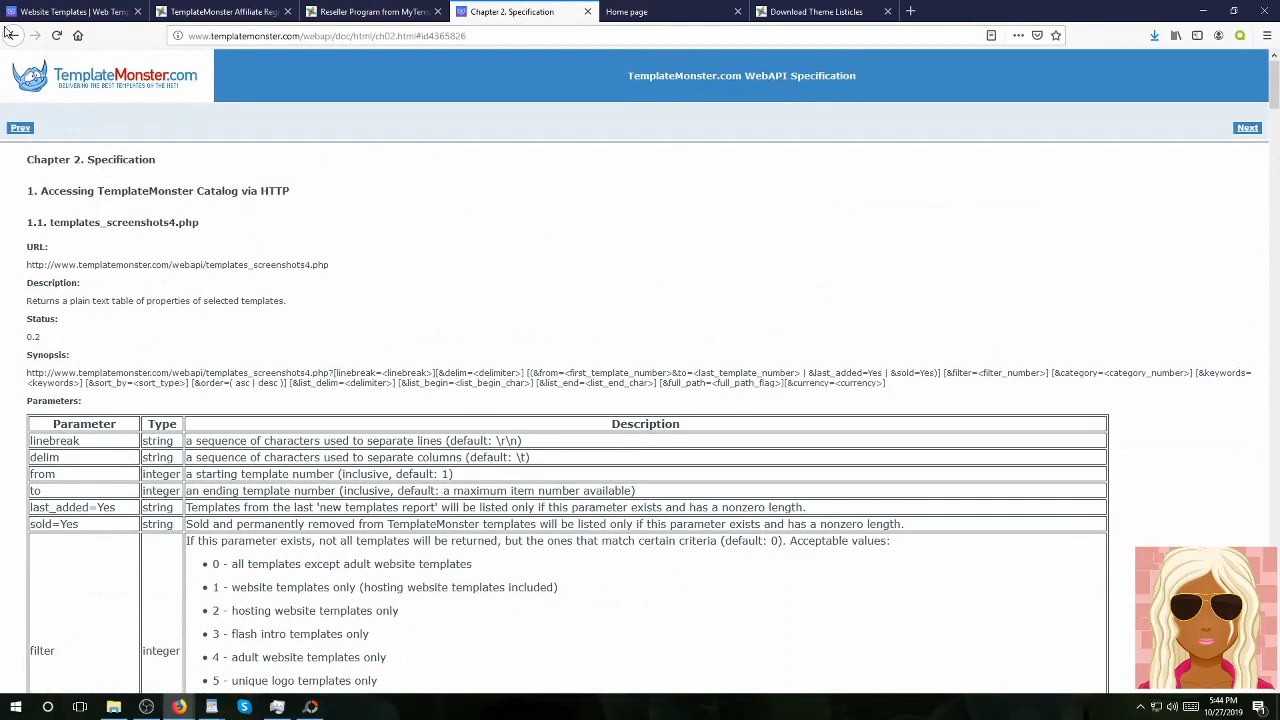 Website Templates | Web Tem
TemplateMonster Affiliate Reg
Reseller Program from MyTem
Chapter 2. Specification
Home page
Download Theme Listicles
www.templatemonster.com/webapi/doc/html/ch02.html#id4365826
TemplateMonster.com
DELIVERING THE BEST TEMPLATES ON THE NET!
TemplateMonster.com WebAPI Specification
Prev
Next
Chapter 2. Specification
1. Accessing TemplateMonster Catalog via HTTP
1.1. templates_screenshots4.php
URL:
http://www.templatemonster.com/webapi/templates_screenshots4.php
Description:
Returns a plain text table of properties of selected templates.
Status:
0.2
Synopsis:
http://www.templatemonster.com/webapi/templates_screenshots4.php?[linebreak=<linebreak>][&delim=<delimiter>] [(&from=<first_template_number>&to=<last_template_number> | &last_added=Yes | &sold=Yes)] [&filter=<filter_number>] [&category=<category_number>] [&keywords=
<keywords>] [&sort_by=<sort_type>] [&order=( asc | desc )] [&list_delim=<delimiter>] [&list_begin=<list_begin_char>] [&list_end=<list_end_char>] [&full_path=<full_path_flag>][&currency=<currency>]
Parameters:
Parameter Type Description
linebreak string a sequence of characters used to separate lines (default: \r\n)
delim string a sequence of characters used to separate columns (default: \t)
from integer a starting template number (inclusive, default: 1)
to integer an ending template number (inclusive, default: a maximum item number available)
last_added=Yes string Templates from the last 'new templates report' will be listed only if this parameter exists and has a nonzero length.
sold=Yes string Sold and permanently removed from TemplateMonster templates will be listed only if this parameter exists and has a nonzero length.
If this parameter exists, not all templates will be returned, but the ones that match certain criteria (default: 0). Acceptable values:
• 0 - all templates except adult website templates
• 1 - website templates only (hosting website templates included)
• 2 - hosting website templates only
• 3 - flash intro templates only
filter integer
• 4 - adult website templates only
• 5 - unique logo templates only
5:44 PM
10/27/2019